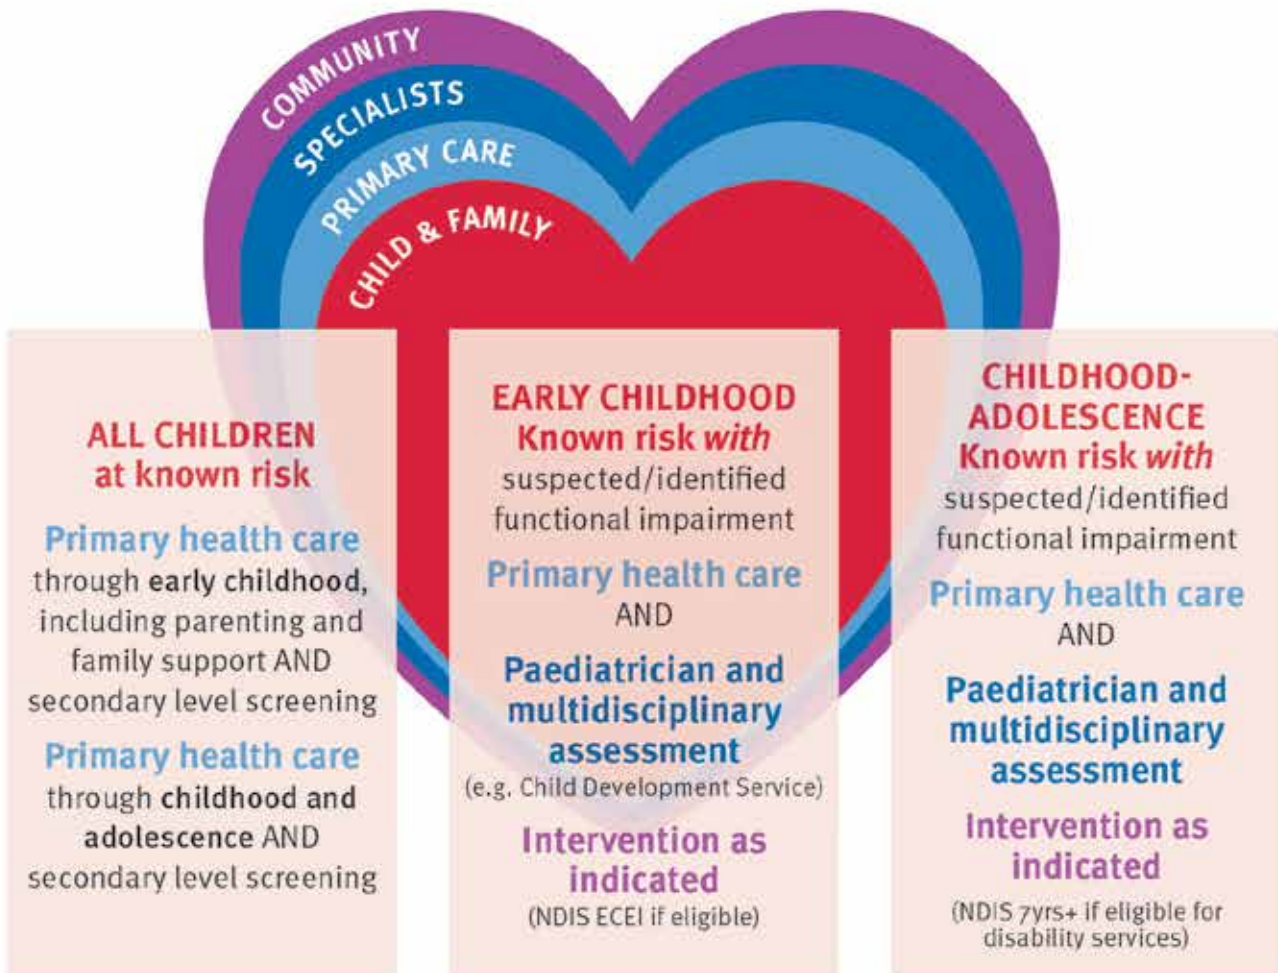 COMMUNITY
SPECIALISTS
PRIMARY CARE
CHILD & FAMILY
ALL CHILDREN
at known risk
Primary health care
through early childhood,
including parenting and
family support AND
secondary level screening
Primary health care
through childhood and
adolescence AND
secondary level screening
EARLY CHILDHOOD
Known risk with
suspected/identified
functional impairment
Primary health care
AND
Paediatrician and
multidisciplinary
assessment
(e.g. Child Development Service)
Intervention as
indicated
(NDIS ECEI if eligible)
CHILDHOOD-
ADOLESCENCE
Known risk with
suspected/identified
functional impairment
Primary health care
AND
Paediatrician and
multidisciplinary
assessment
Intervention as
indicated
(NDIS 7yrs+ if eligible for
disability services)